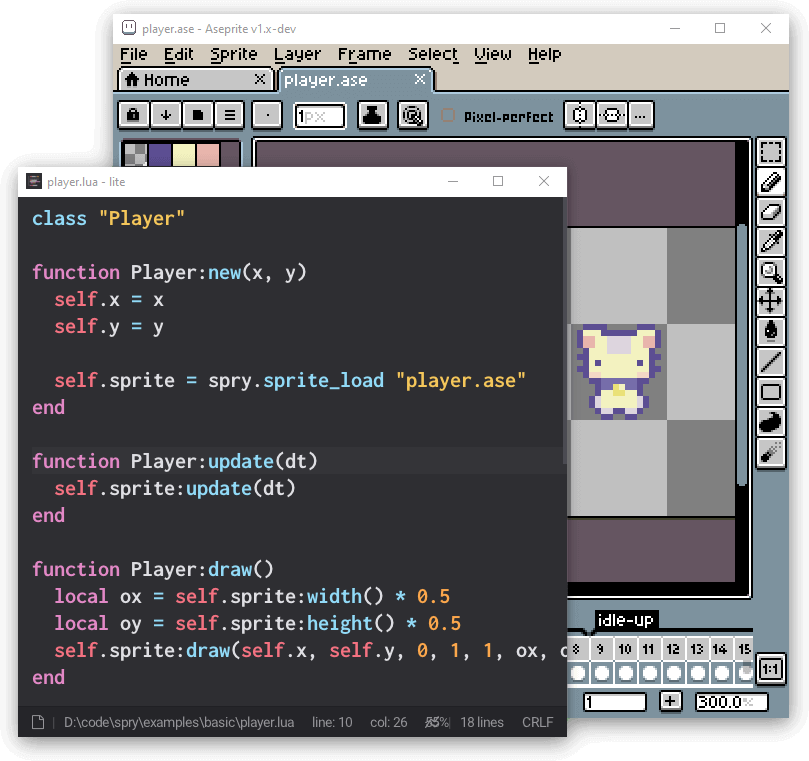 player.ase - Aseprite v1.x-dev
File Edit Sprite Layer Frame Select View Help
Home player.ase
1px Pixel-perfect ...
player.lua - lite
class "Player"
function Player:new(x, y)
  self.x = x
  self.y = y
  self.sprite = spry.sprite_load "player.ase"
end
function Player:update(dt)
  self.sprite:update(dt)
end
function Player:draw()
  local ox = self.sprite:width() * 0.5
  local oy = self.sprite:height() * 0.5
  self.sprite:draw(self.x, self.y, 0, 1, 1, ox,
end
idle-up
8 9 10 11 12 13 14 15
1:1
1 + 300.0%
D:\code\spry\examples\basic\player.lua line: 10 col: 26 18 lines CRLF